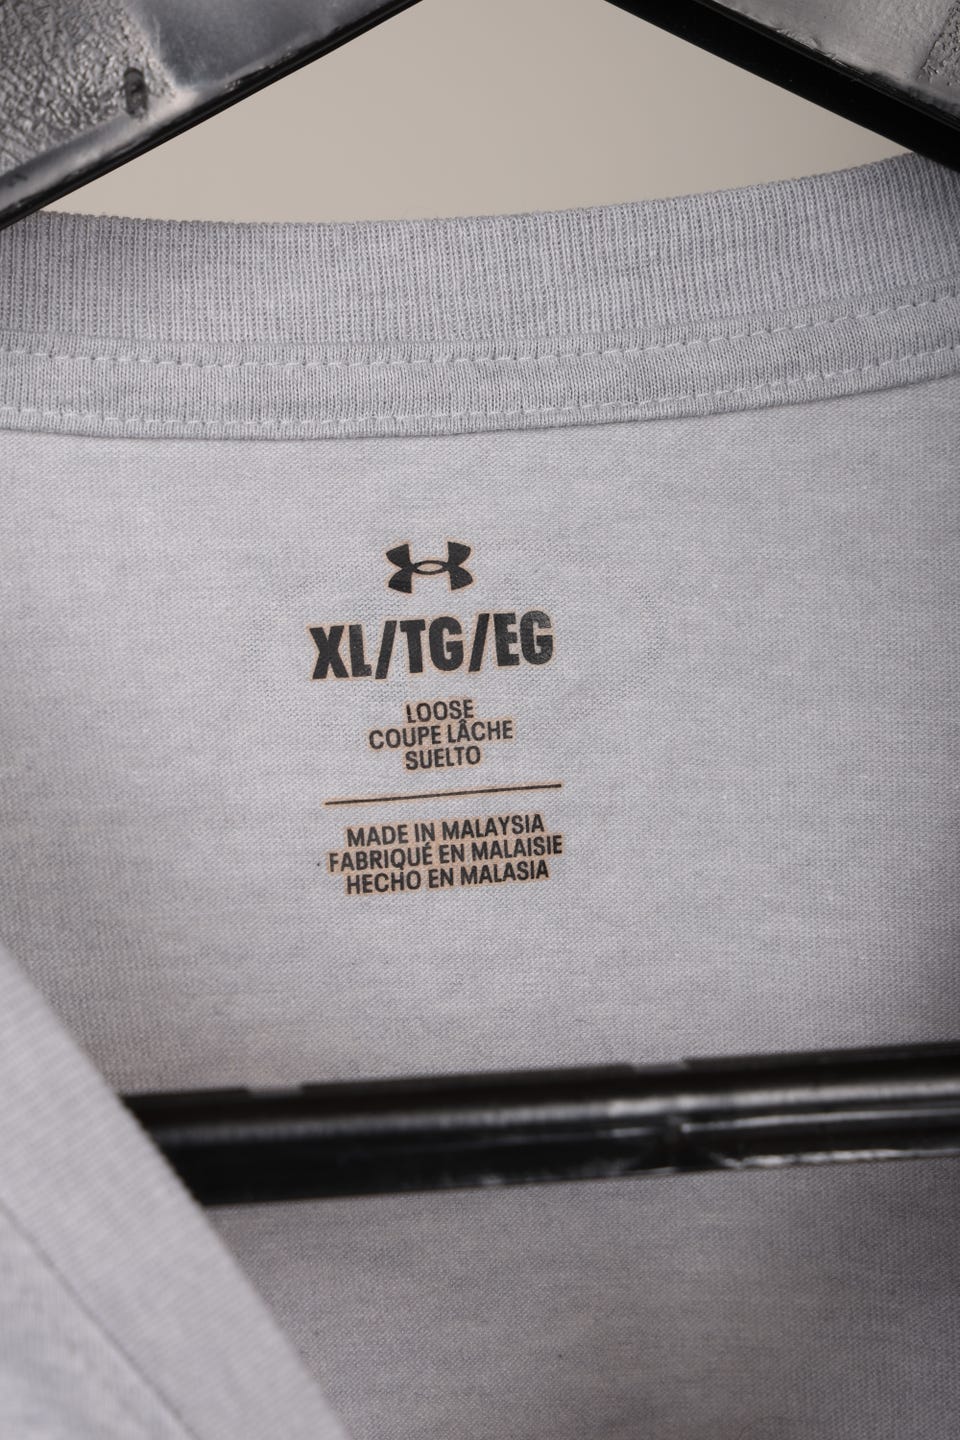 XL/TG/EG
LOOSE
COUPE LÂCHE
SUELTO
MADE IN MALAYSIA
FABRIQUÉ EN MALAISIE
HECHO EN MALASIA